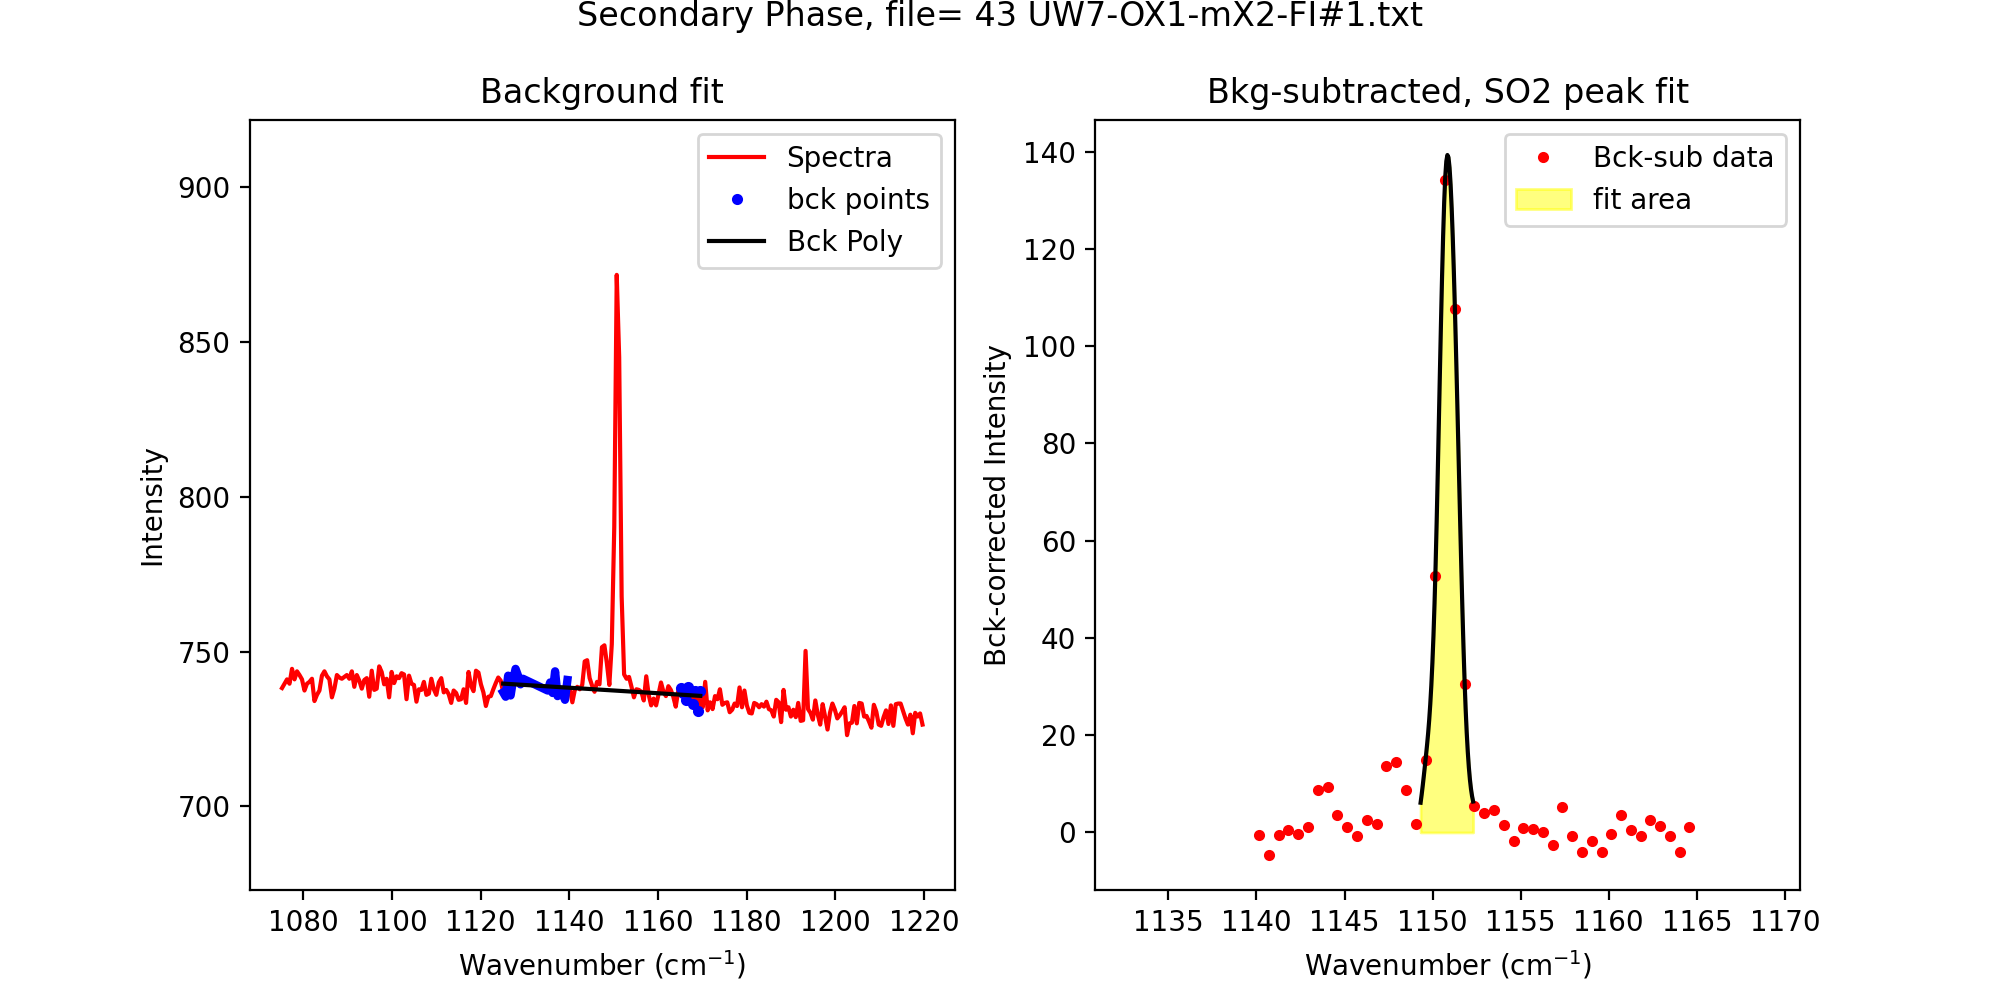 Secondary Phase, file= 43 UW7-OX1-mX2-FI#1.txt
Background fit
Spectra
bck points
Bck Poly
900
850
800
750
700
Intensity
1080 1100 1120 1140 1160 1180 1200 1220
Wavenumber (cm⁻¹)
Bkg-subtracted, SO2 peak fit
Bck-sub data
fit area
140
120
100
80
60
40
20
0
Bck-corrected Intensity
1135 1140 1145 1150 1155 1160 1165 1170
Wavenumber (cm⁻¹)